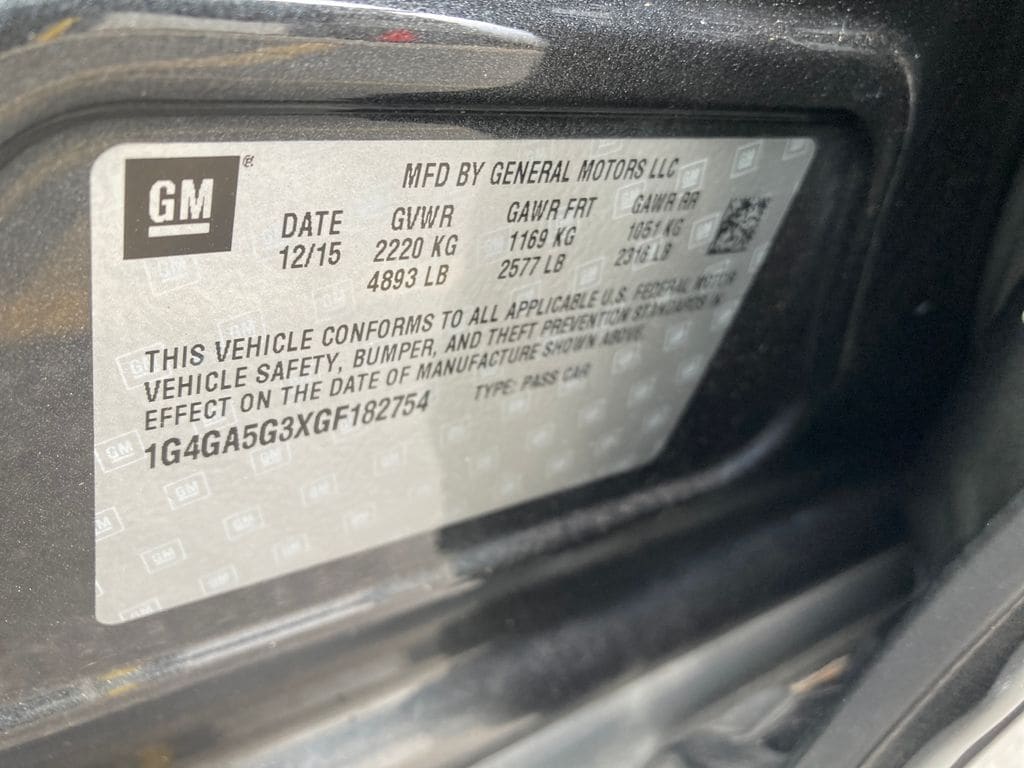 GM®
MFD BY GENERAL MOTORS LLC
DATE GVWR GAWR FRT GAWR RR
12/15 2220 KG 1169 KG 1051 KG
4893 LB 2577 LB 2316 LB
THIS VEHICLE CONFORMS TO ALL APPLICABLE U.S. FEDERAL MOTOR
VEHICLE SAFETY, BUMPER, AND THEFT PREVENTION STANDARDS IN
EFFECT ON THE DATE OF MANUFACTURE SHOWN ABOVE.
1G4GA5G3XGF182754 TYPE: PASS CAR